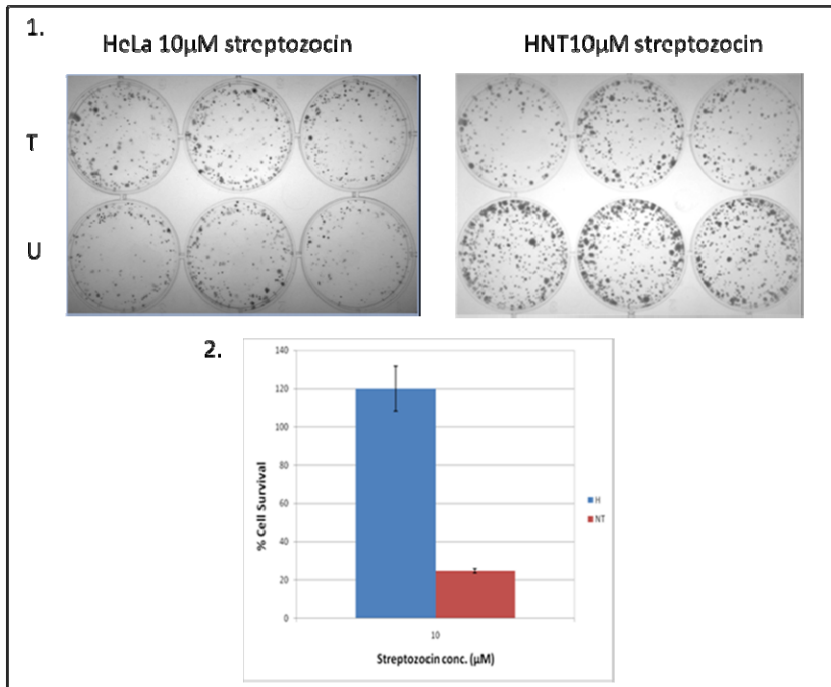 1.
HeLa 10µM streptozocin
HNT10µM streptozocin
T
U
2.
140
120
100
80
60
40
20
0
% Cell Survival
H
NT
10
Streptozocin conc. (µM)